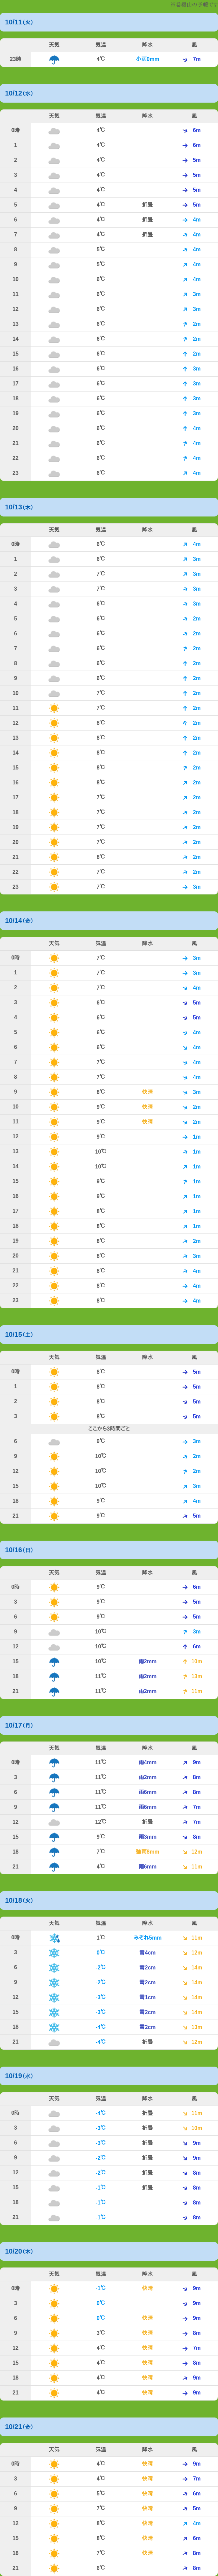 10/11(火)
天気 気温 降水 風
23時 4℃ 小雨0mm 7m
10/12(水)
天気 気温 降水 風
0時 4℃ 6m
1 4℃ 6m
2 4℃ 5m
3 4℃ 5m
4 4℃ 5m
5 4℃ 折曇 5m
6 4℃ 折曇 4m
7 4℃ 折曇 4m
8 5℃ 4m
9 5℃ 4m
10 6℃ 4m
11 6℃ 3m
12 6℃ 3m
13 6℃ 2m
14 6℃ 2m
15 6℃ 2m
16 6℃ 3m
17 6℃ 3m
18 6℃ 3m
19 6℃ 3m
20 6℃ 4m
21 6℃ 4m
22 6℃ 4m
23 6℃ 4m
10/13(木)
天気 気温 降水 風
0時 6℃ 4m
1 6℃ 3m
2 7℃ 3m
3 7℃ 3m
4 6℃ 3m
5 6℃ 2m
6 6℃ 2m
7 6℃ 2m
8 6℃ 2m
9 6℃ 2m
10 7℃ 2m
11 7℃ 2m
12 8℃ 2m
13 8℃ 2m
14 8℃ 2m
15 8℃ 2m
16 8℃ 2m
17 7℃ 2m
18 7℃ 2m
19 7℃ 2m
20 7℃ 2m
21 8℃ 2m
22 7℃ 2m
23 7℃ 3m
10/14(金)
天気 気温 降水 風
0時 7℃ 3m
1 7℃ 3m
2 7℃ 4m
3 6℃ 5m
4 6℃ 5m
5 6℃ 4m
6 6℃ 4m
7 7℃ 4m
8 7℃ 4m
9 8℃ 快晴 3m
10 9℃ 快晴 2m
11 9℃ 快晴 2m
12 9℃ 1m
13 10℃ 1m
14 10℃ 1m
15 9℃ 1m
16 9℃ 1m
17 8℃ 1m
18 8℃ 1m
19 8℃ 2m
20 8℃ 3m
21 8℃ 4m
22 8℃ 4m
23 8℃ 4m
10/15(土)
天気 気温 降水 風
0時 8℃ 5m
1 8℃ 5m
2 8℃ 5m
3 8℃ 5m
ここから3時間ごと
6 9℃ 3m
9 10℃ 2m
12 10℃ 2m
15 10℃ 3m
18 9℃ 4m
21 9℃ 5m
10/16(日)
天気 気温 降水 風
0時 9℃ 6m
3 9℃ 5m
6 9℃ 5m
9 10℃ 3m
12 10℃ 6m
15 10℃ 雨2mm 10m
18 11℃ 雨2mm 13m
21 11℃ 雨2mm 11m
10/17(月)
天気 気温 降水 風
0時 11℃ 雨4mm 9m
3 11℃ 雨2mm 8m
6 11℃ 雨6mm 8m
9 11℃ 雨6mm 7m
12 12℃ 折曇 7m
15 9℃ 雨3mm 8m
18 7℃ 強雨8mm 12m
21 4℃ 雨6mm 11m
10/18(火)
天気 気温 降水 風
0時 1℃ みぞれ5mm 11m
3 0℃ 雪4cm 12m
6 -2℃ 雪2cm 14m
9 -2℃ 雪2cm 14m
12 -3℃ 雪1cm 14m
15 -3℃ 雪2cm 14m
18 -4℃ 雪2cm 13m
21 -4℃ 折曇 12m
10/19(水)
天気 気温 降水 風
0時 -4℃ 折曇 11m
3 -3℃ 折曇 10m
6 -3℃ 折曇 9m
9 -2℃ 折曇 9m
12 -2℃ 折曇 8m
15 -1℃ 折曇 8m
18 -1℃ 8m
21 -1℃ 8m
10/20(木)
天気 気温 降水 風
0時 -1℃ 快晴 9m
3 0℃ 9m
6 0℃ 快晴 9m
9 3℃ 快晴 8m
12 4℃ 快晴 7m
15 4℃ 快晴 8m
18 4℃ 快晴 9m
21 4℃ 快晴 9m
10/21(金)
天気 気温 降水 風
0時 4℃ 快晴 9m
3 4℃ 快晴 7m
6 5℃ 快晴 6m
9 7℃ 快晴 5m
12 8℃ 快晴 4m
15 8℃ 快晴 6m
18 7℃ 快晴 8m
21 6℃ 8m